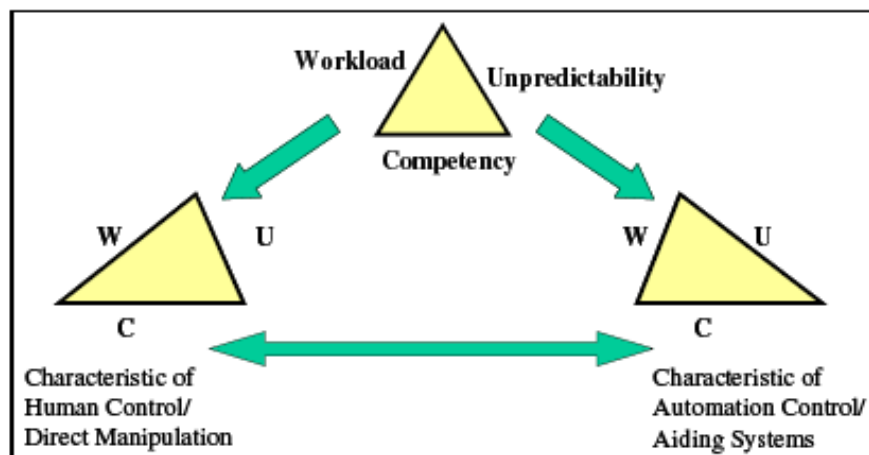 Workload
Unpredictability
Competency
W
U
W
U
C
C
Characteristic of
Human Control/
Direct Manipulation
Characteristic of
Automation Control/
Aiding Systems